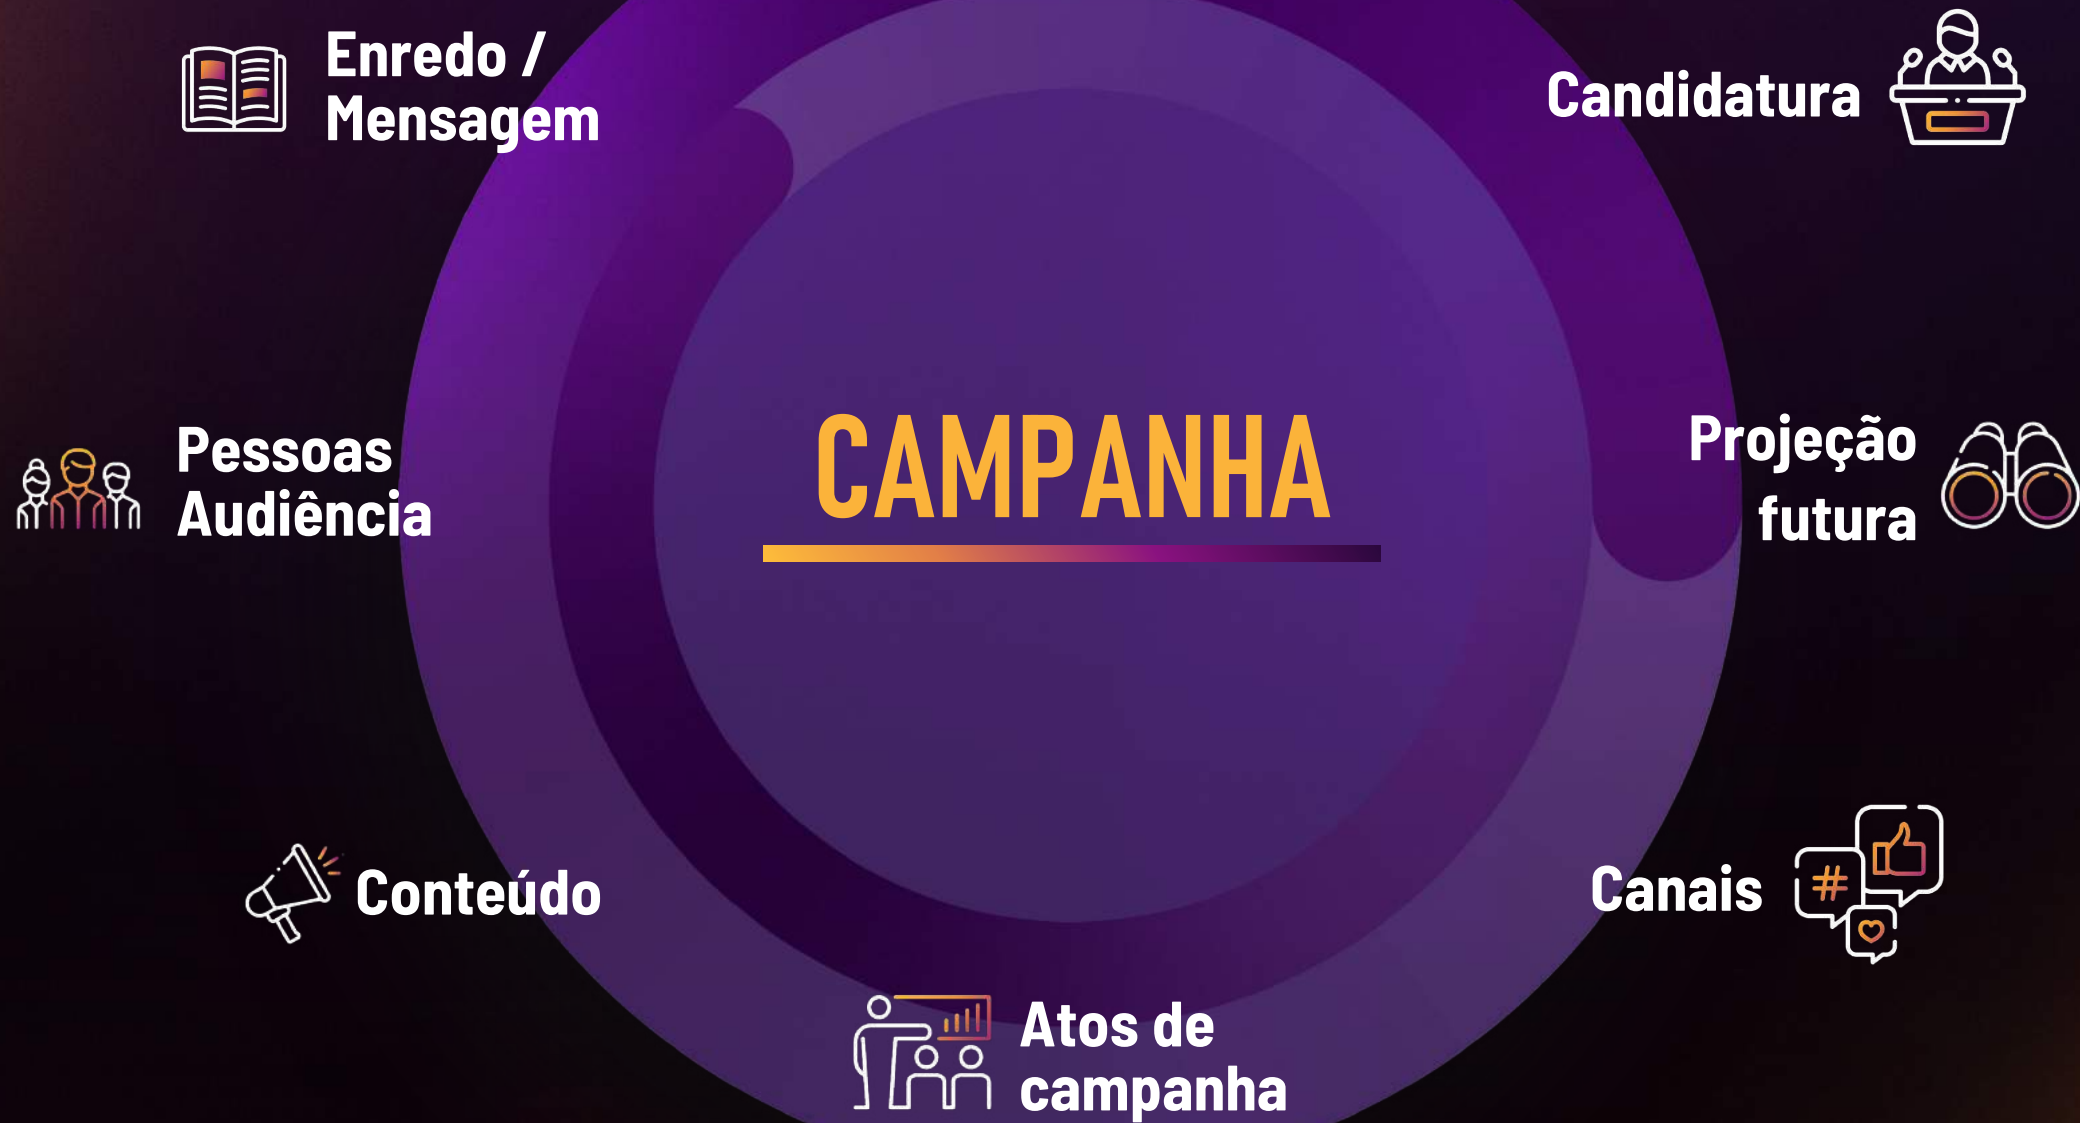 Enredo /
Mensagem
Candidatura
Pessoas
Audiência
CAMPANHA
Projeção
futura
Conteúdo
Canais
#
Atos de
campanha